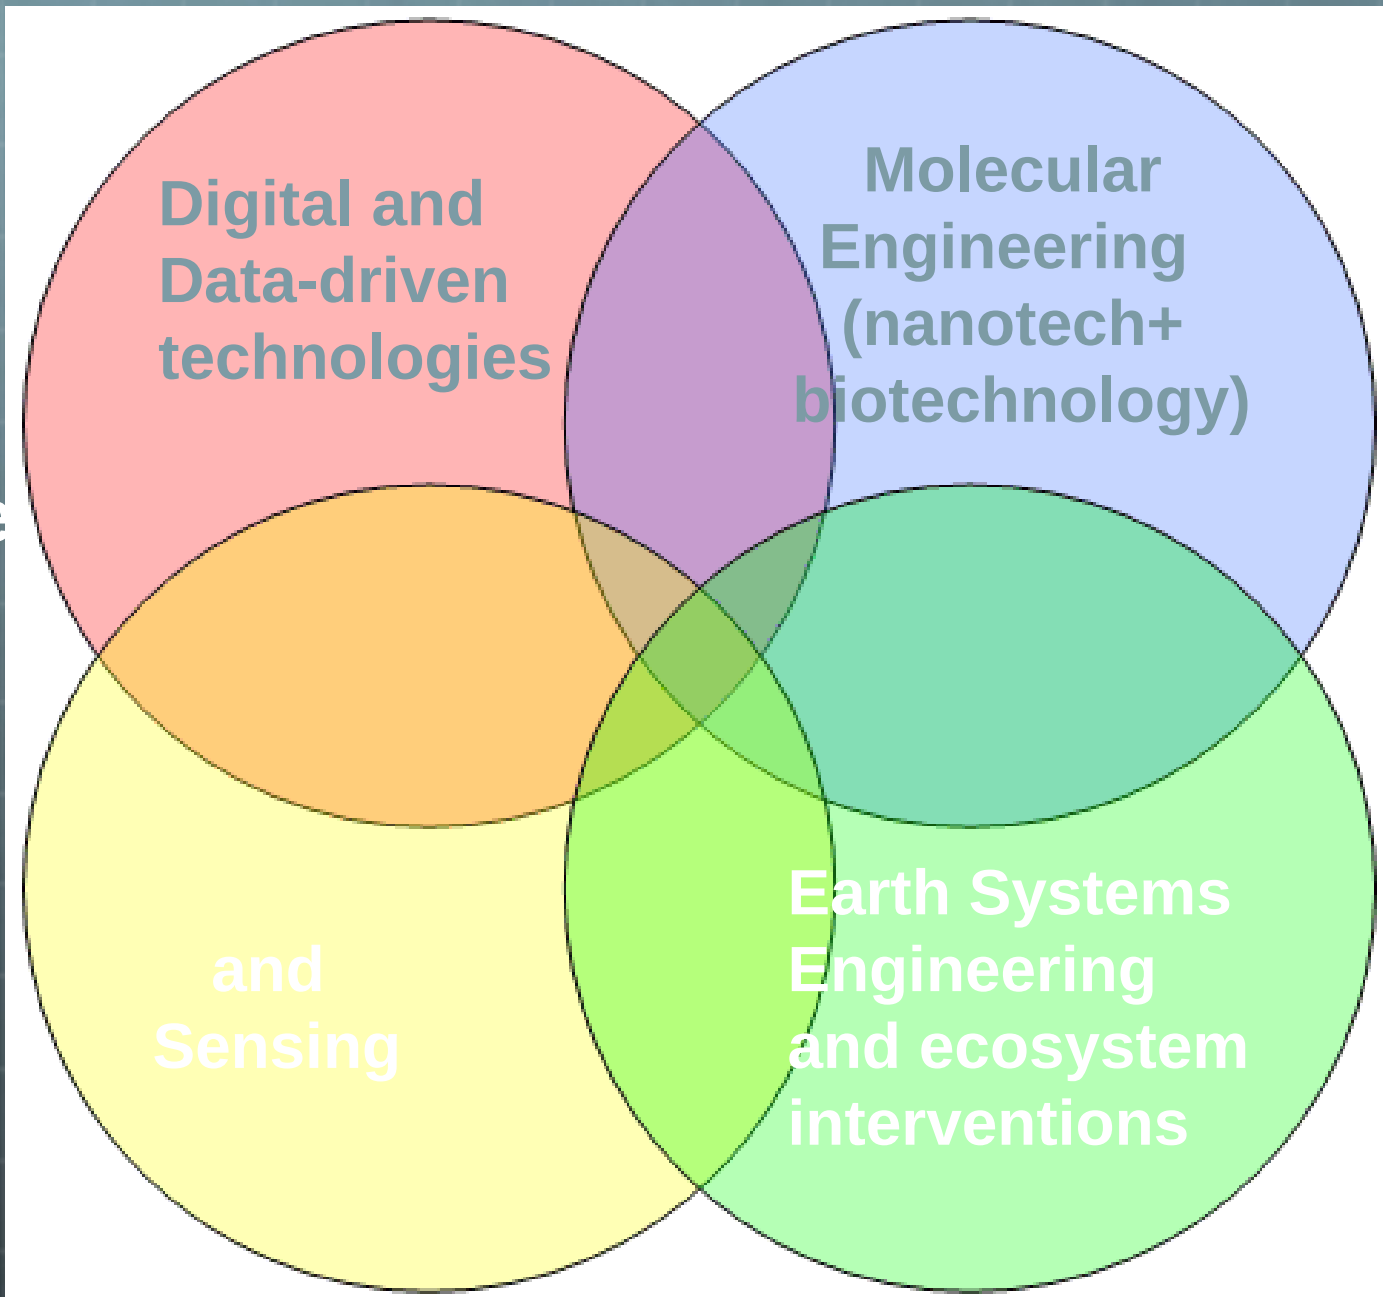 Digital and
Data-driven
technologies
Molecular
Engineering
(nanotech+
biotechnology)
and
Sensing
Earth Systems
Engineering
and ecosystem
interventions